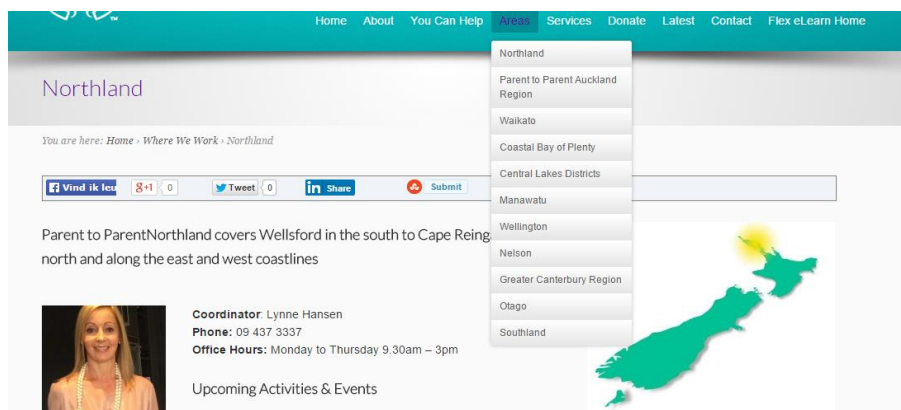 Home About You Can Help Areas Services Donate Latest Contact Flex eLearn Home
Northland
Parent to Parent Auckland
Region
Waikato
Coastal Bay of Plenty
Central Lakes Districts
Manawatu
Wellington
Nelson
Greater Canterbury Region
Otago
Southland
Northland
You are here: Home › Where We Work › Northland
Vind ik leu g+1 0 Tweet 0 in Share Submit
Parent to ParentNorthland covers Wellsford in the south to Cape Reing
north and along the east and west coastlines
Coordinator: Lynne Hansen
Phone: 09 437 3337
Office Hours: Monday to Thursday 9.30am – 3pm
Upcoming Activities & Events